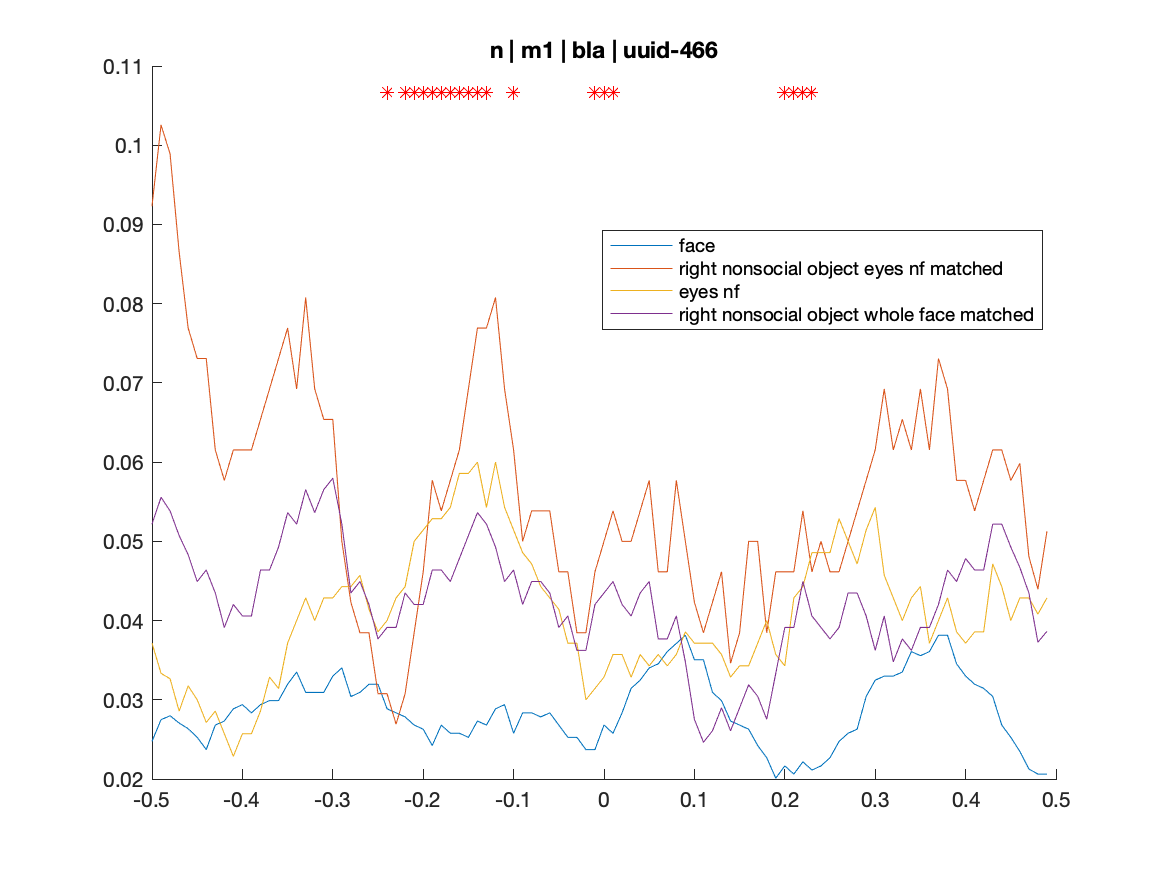 n | m1 | bla | uuid-466
0.11
0.1
0.09
0.08
0.07
0.06
0.05
0.04
0.03
0.02
face
right nonsocial object eyes nf matched
eyes nf
right nonsocial object whole face matched
-0.5 -0.4 -0.3 -0.2 -0.1 0 0.1 0.2 0.3 0.4 0.5